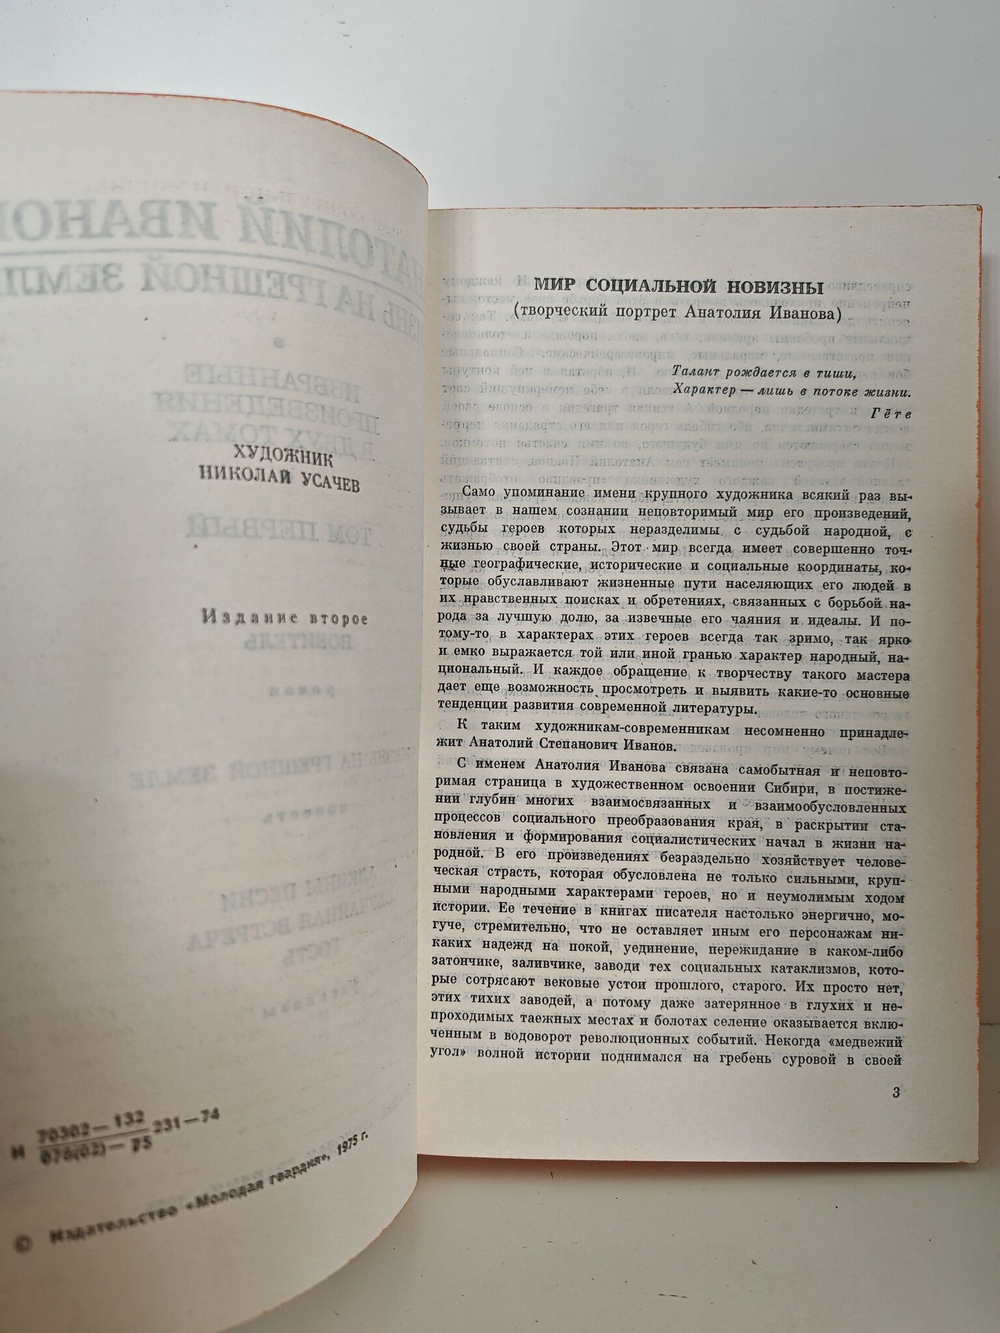 ХУДОЖНИК
НИКОЛАЙ УСАЧЕВ
Издание второе
Н 70302—132
078(02)—75 231—74
© Издательство «Молодая гвардия», 1975 г.
МИР СОЦИАЛЬНОЙ НОВИЗНЫ
(творческий портрет Анатолия Иванова)
Талант рождается в тиши,
Характер — лишь в потоке жизни.
Гёте
Само упоминание имени крупного художника всякий раз вы-
зывает в нашем сознании неповторимый мир его произведений,
судьбы героев которых неразделимы с судьбой народной, с
жизнью своей страны. Этот мир всегда имеет совершенно точ-
ные географические, исторические и социальные координаты, ко-
торые обуславливают жизненные пути населяющих его людей в
их нравственных поисках и обретениях, связанных с борьбой на-
рода за лучшую долю, за извечные его чаяния и идеалы. И по-
тому-то в характерах этих героев всегда так зримо, так ярко
и емко выражается той или иной гранью характер народный, на-
циональный. И каждое обращение к творчеству такого мастера
дает еще возможность просмотреть и выявить какие-то основные
тенденции развития современной литературы.
К таким художникам-современникам несомненно принадле-
жит Анатолий Степанович Иванов.
С именем Анатолия Иванова связана самобытная и неповто-
римая страница в художественном освоении Сибири, в постиже-
нии глубин многих взаимосвязанных и взаимообусловленных
процессов социального преобразования края, в раскрытии ста-
новления и формирования социалистических начал в жизни на-
родной. В его произведениях безраздельно хозяйствует челове-
ческая страсть, которая обусловлена не только сильными, круп-
ными народными характерами героев, но и неумолимым ходом
истории. Ее течение в книгах писателя настолько энергично, мо-
гуче, стремительно, что не оставляет иным его персонажам ни-
каких надежд на покой, уединение, пережидание в каком-либо
затончике, заливчике, заводи тех социальных катаклизмов, кото-
рые сотрясают вековые устои прошлого, старого. Их просто нет,
этих тихих заводей, а потому даже затерянное в глухих и не-
проходимых таежных местах и болотах селение оказывается вклю-
ченным в водоворот революционных событий. Некогда «медвежий
угол» волной истории поднимался на гребень суровой в своей
3